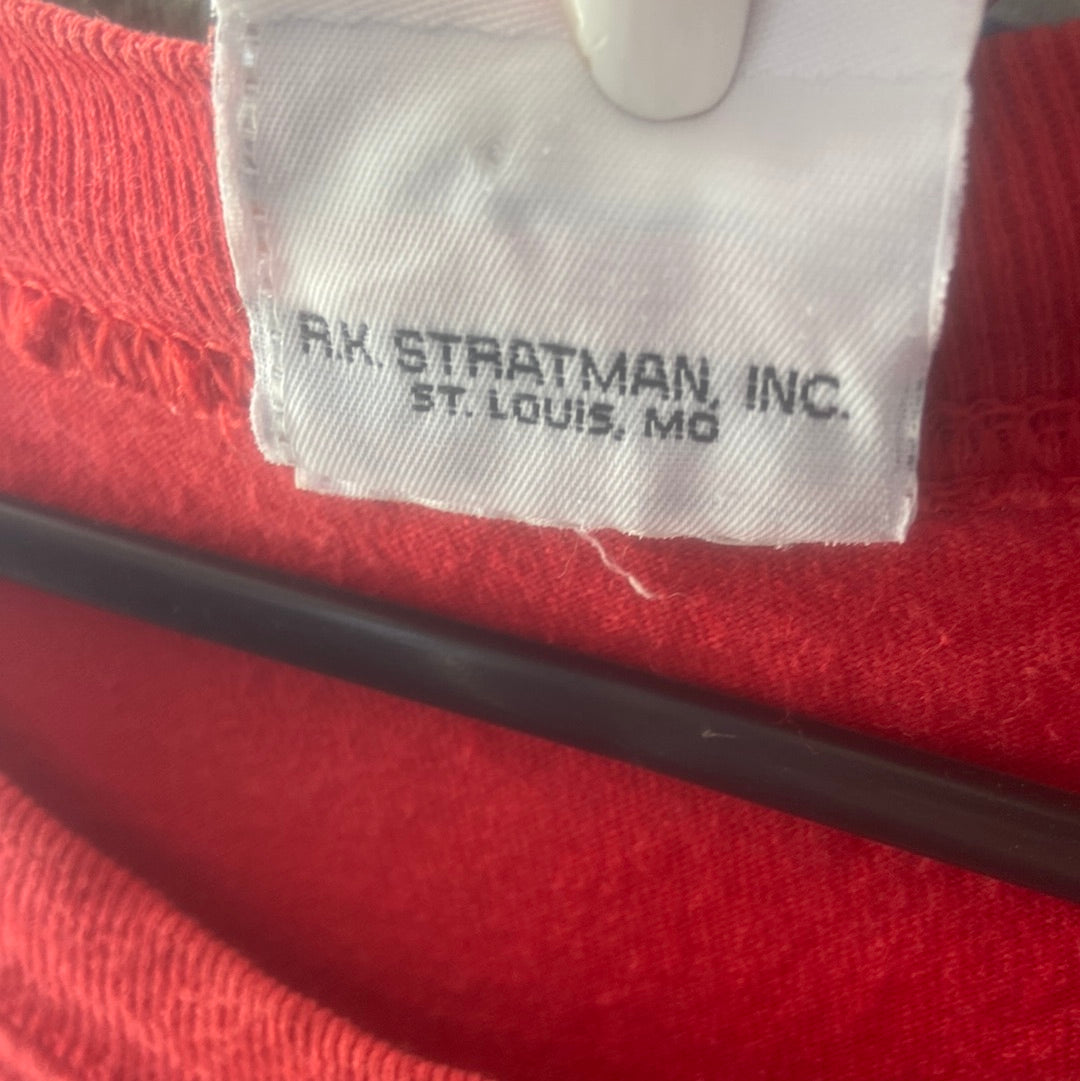 R.K. STRATMAN, INC.
ST. LOUIS, MO